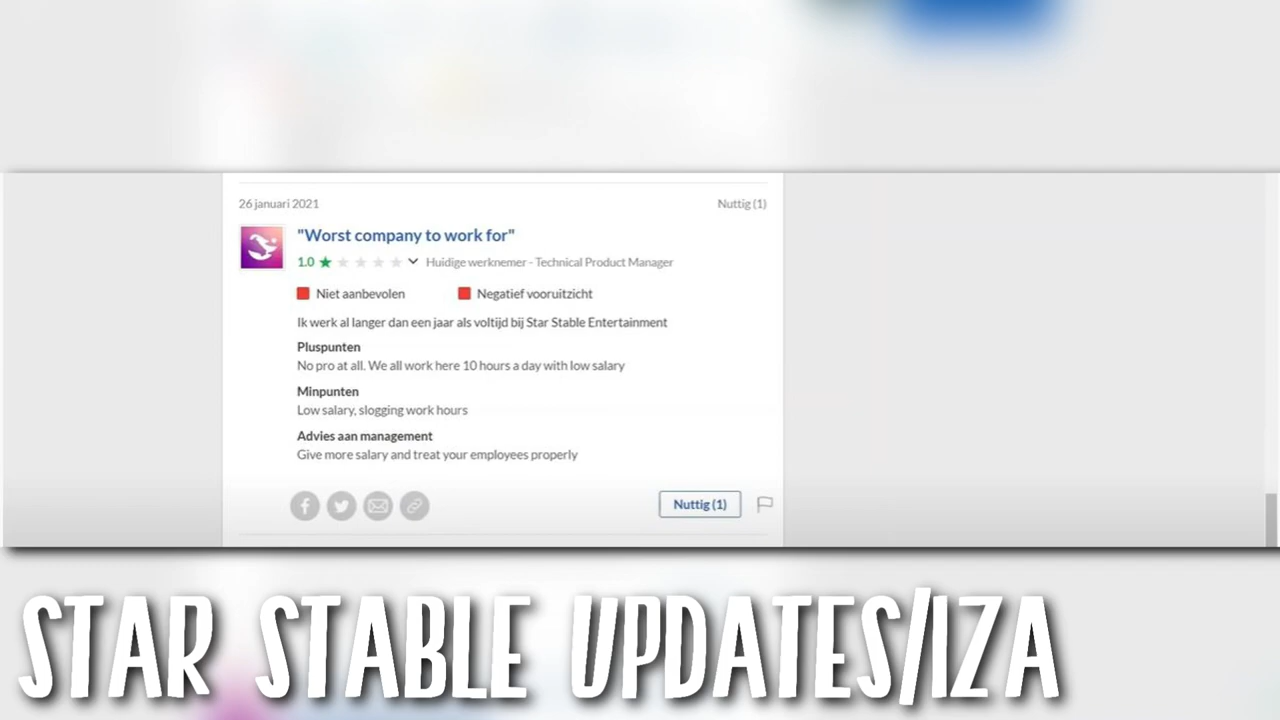 26 januari 2021
Nuttig (1)
"Worst company to work for"
1.0 Huidige werknemer - Technical Product Manager
Niet aanbevolen Negatief vooruitzicht
Ik werk al langer dan een jaar als voltijd bij Star Stable Entertainment
Pluspunten
No pro at all. We all work here 10 hours a day with low salary
Minpunten
Low salary, slogging work hours
Advies aan management
Give more salary and treat your employees properly
Nuttig (1)
STAR STABLE UPDATES/IZA